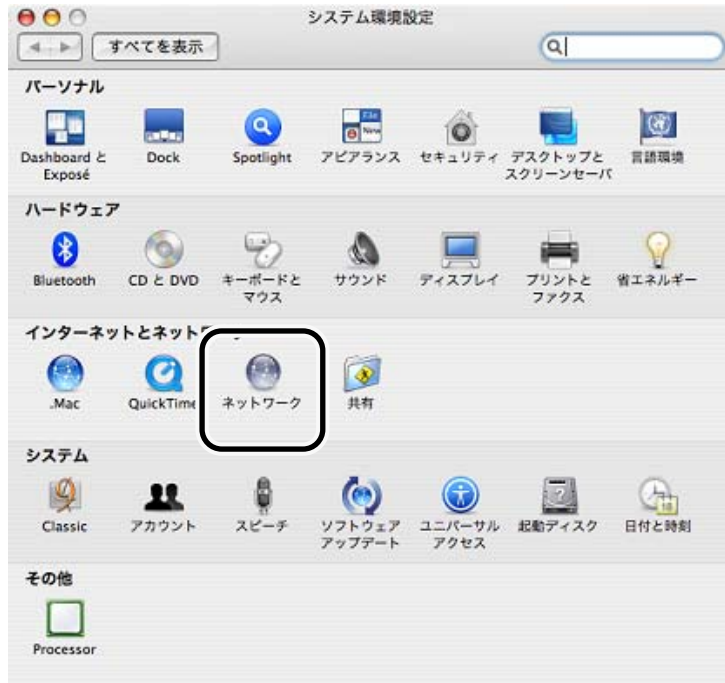 システム環境設定
すべてを表示
パーソナル
Dashboard と
Exposé
Dock
Spotlight
アピアランス
セキュリティ
デスクトップと
スクリーンセーバ
言語環境
ハードウェア
Bluetooth
CD と DVD
キーボードと
マウス
サウンド
ディスプレイ
プリントと
ファクス
省エネルギー
インターネットとネット
.Mac
QuickTime
ネットワーク
共有
システム
Classic
アカウント
スピーチ
ソフトウェア
アップデート
ユニバーサル
アクセス
起動ディスク
日付と時刻
その他
Processor